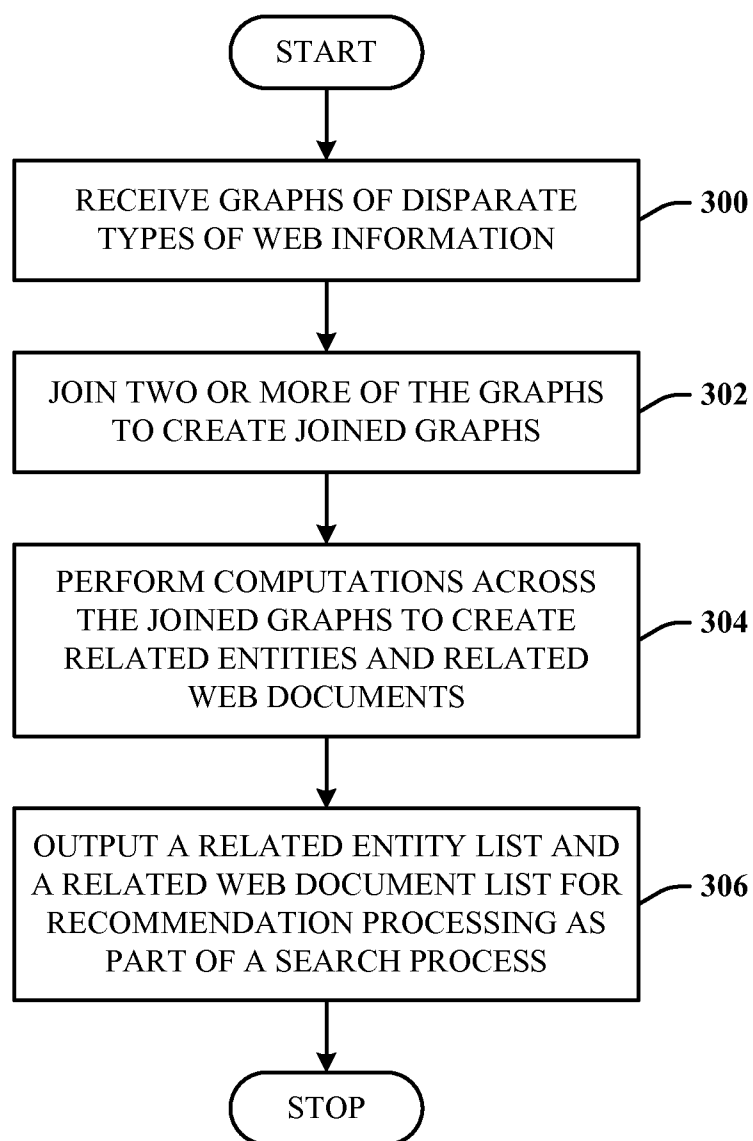 START
RECEIVE GRAPHS OF DISPARATE
TYPES OF WEB INFORMATION
300
JOIN TWO OR MORE OF THE GRAPHS
TO CREATE JOINED GRAPHS
302
PERFORM COMPUTATIONS ACROSS
THE JOINED GRAPHS TO CREATE
RELATED ENTITIES AND RELATED
WEB DOCUMENTS
304
OUTPUT A RELATED ENTITY LIST AND
A RELATED WEB DOCUMENT LIST FOR
RECOMMENDATION PROCESSING AS
PART OF A SEARCH PROCESS
306
STOP